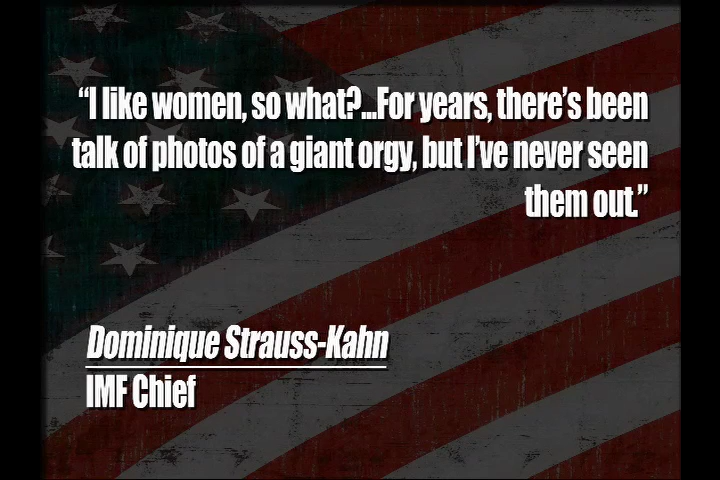 “I like women, so what?...For years, there’s been
talk of photos of a giant orgy, but I’ve never seen
them out.”
Dominique Strauss-Kahn
IMF Chief